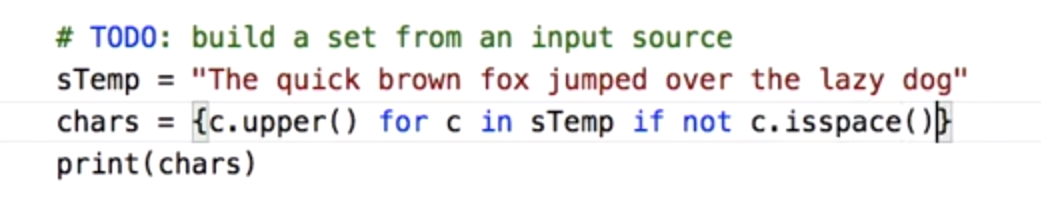 # TODO: build a set from an input source
sTemp = "The quick brown fox jumped over the lazy dog"
chars = {c.upper() for c in sTemp if not c.isspace()}
print(chars)